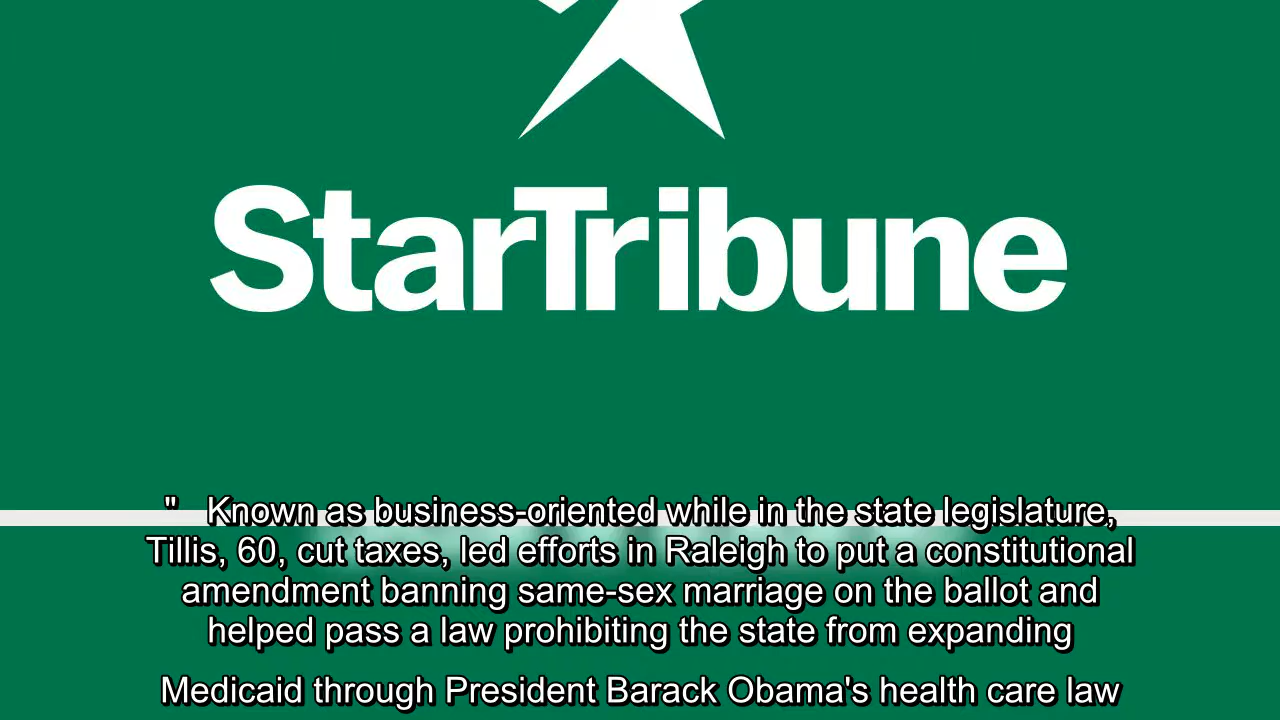 StarTribune
"   Known as business-oriented while in the state legislature,
Tillis, 60, cut taxes, led efforts in Raleigh to put a constitutional
amendment banning same-sex marriage on the ballot and
helped pass a law prohibiting the state from expanding
Medicaid through President Barack Obama's health care law